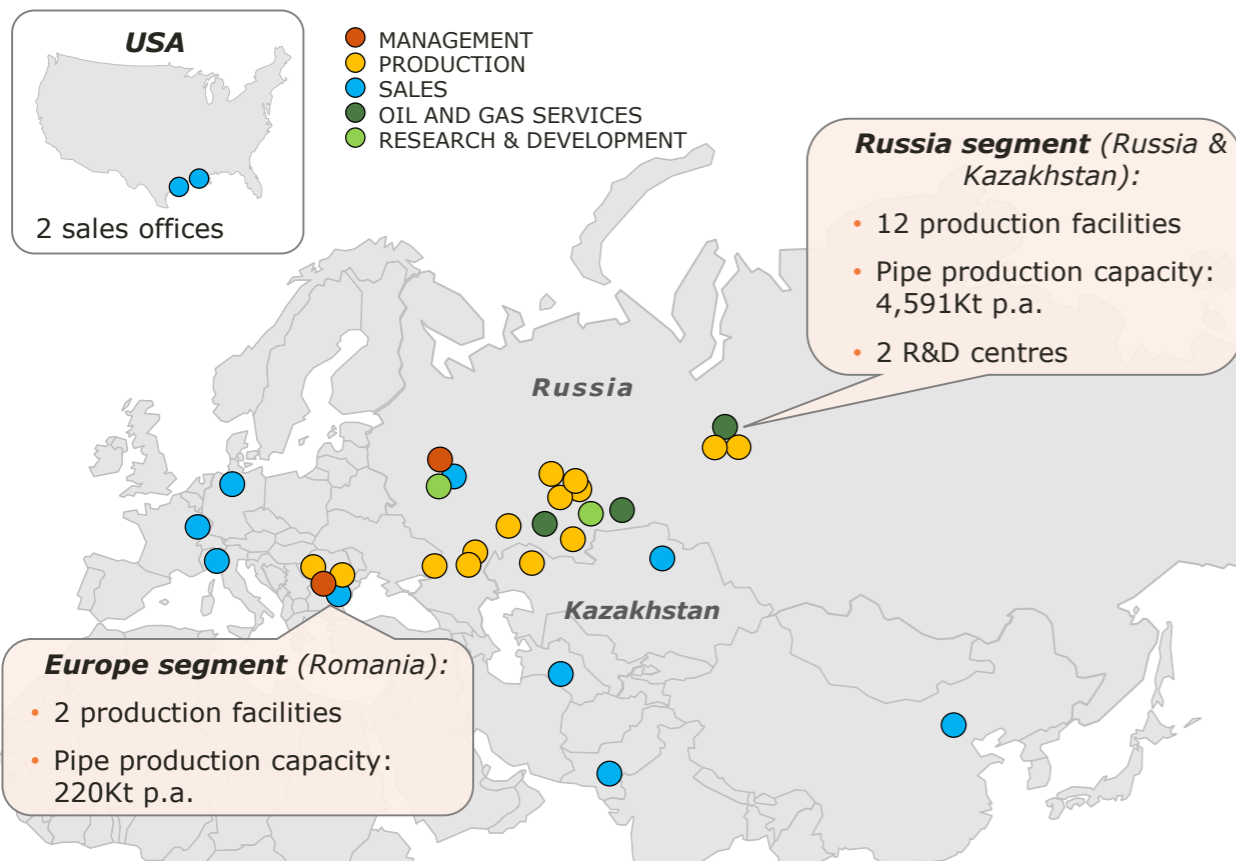 USA
2 sales offices
MANAGEMENT
PRODUCTION
SALES
OIL AND GAS SERVICES
RESEARCH & DEVELOPMENT
Russia segment (Russia &
Kazakhstan):
• 12 production facilities
• Pipe production capacity:
4,591Kt p.a.
• 2 R&D centres
Russia
Kazakhstan
Europe segment (Romania):
• 2 production facilities
• Pipe production capacity:
220Kt p.a.